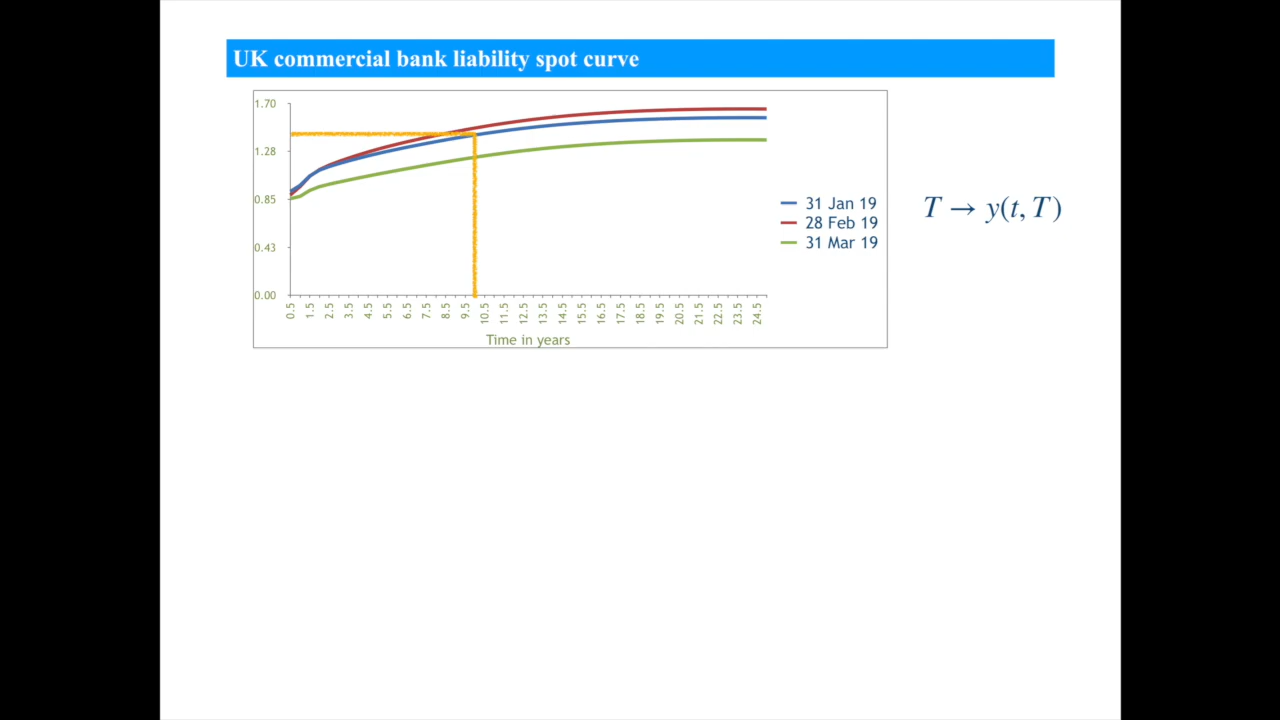 UK commercial bank liability spot curve
1.70
1.28
0.85
0.43
0.00
0.5 1.5 2.5 3.5 4.5 5.5 6.5 7.5 8.5 9.5 10.5 11.5 12.5 13.5 14.5 15.5 16.5 17.5 18.5 19.5 20.5 21.5 22.5 23.5 24.5
Time in years
31 Jan 19
28 Feb 19
31 Mar 19
T → y(t, T)